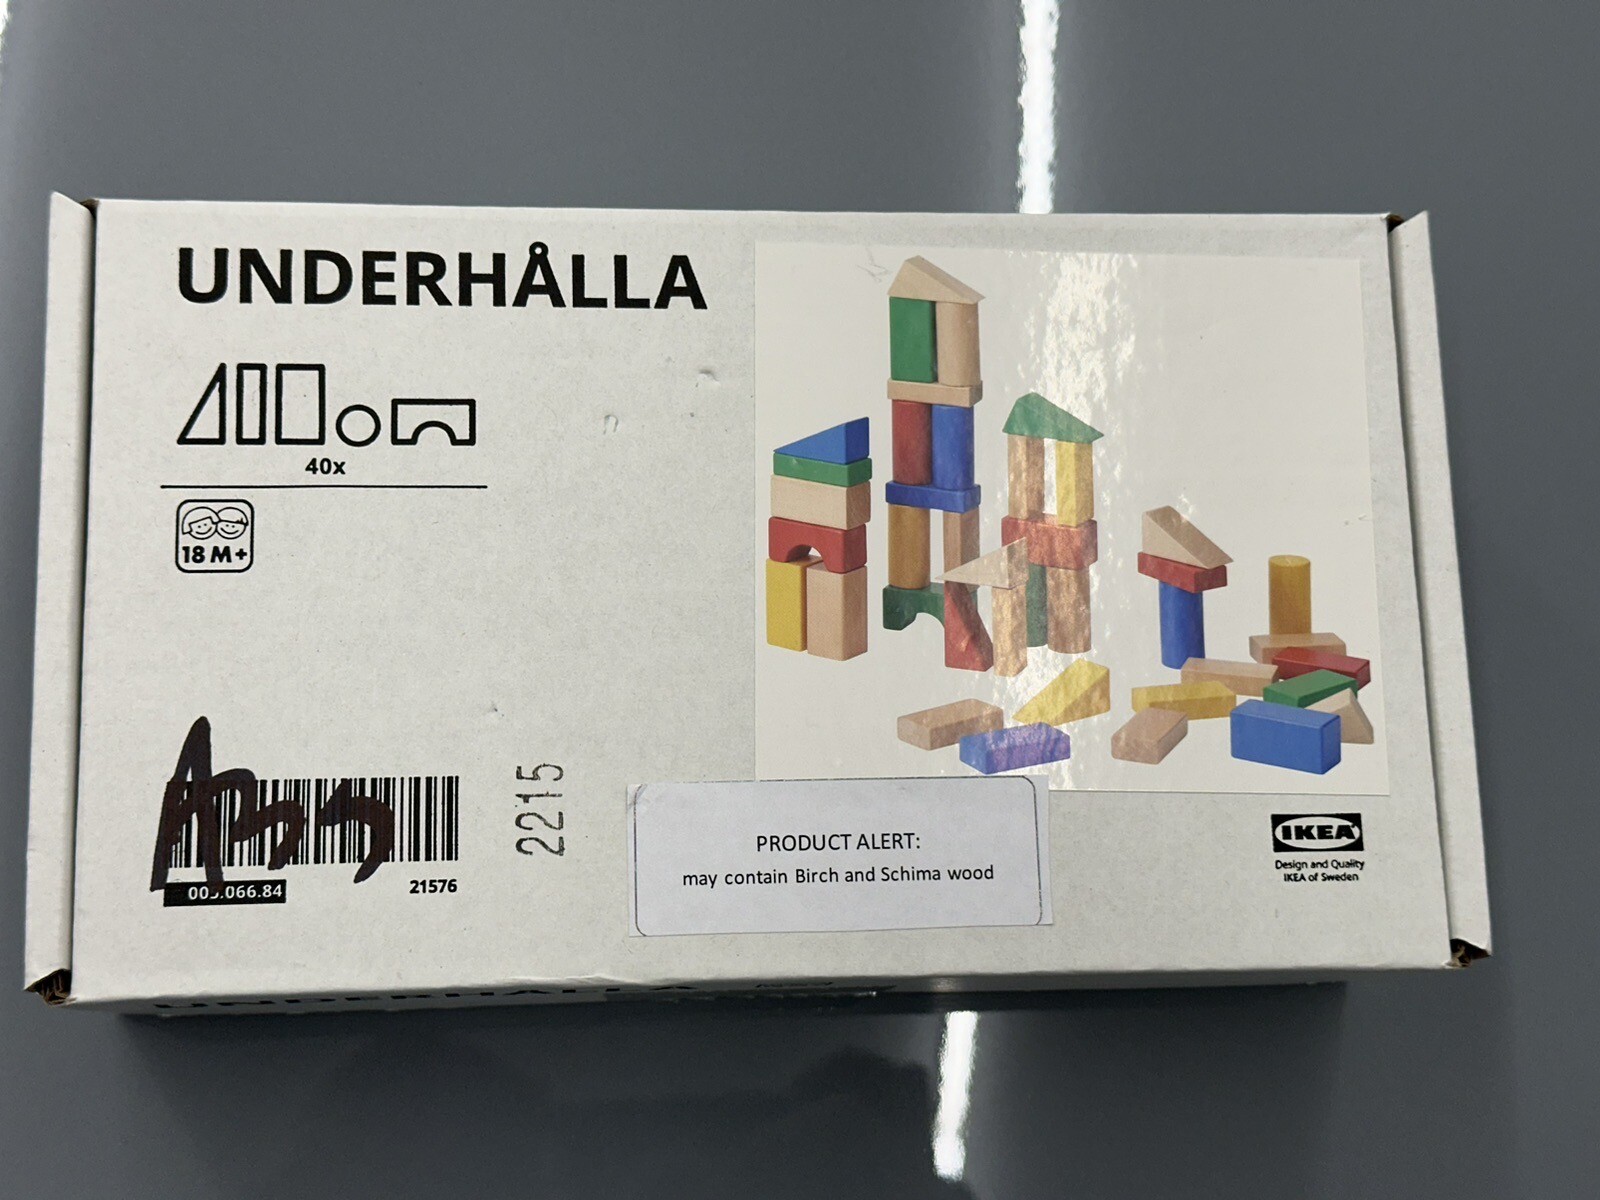 UNDERHÅLLA
40x
18 M+
2215
21576
PRODUCT ALERT:
may contain Birch and Schima wood
IKEA
Design and Quality
IKEA of Sweden
UNDERHÅLLA